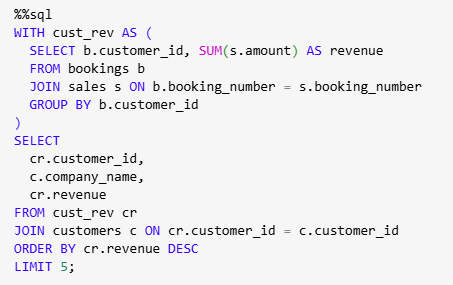 %%sql
WITH cust_rev AS (
  SELECT b.customer_id, SUM(s.amount) AS revenue
  FROM bookings b
  JOIN sales s ON b.booking_number = s.booking_number
  GROUP BY b.customer_id
)
SELECT
  cr.customer_id,
  c.company_name,
  cr.revenue
FROM cust_rev cr
JOIN customers c ON cr.customer_id = c.customer_id
ORDER BY cr.revenue DESC
LIMIT 5;